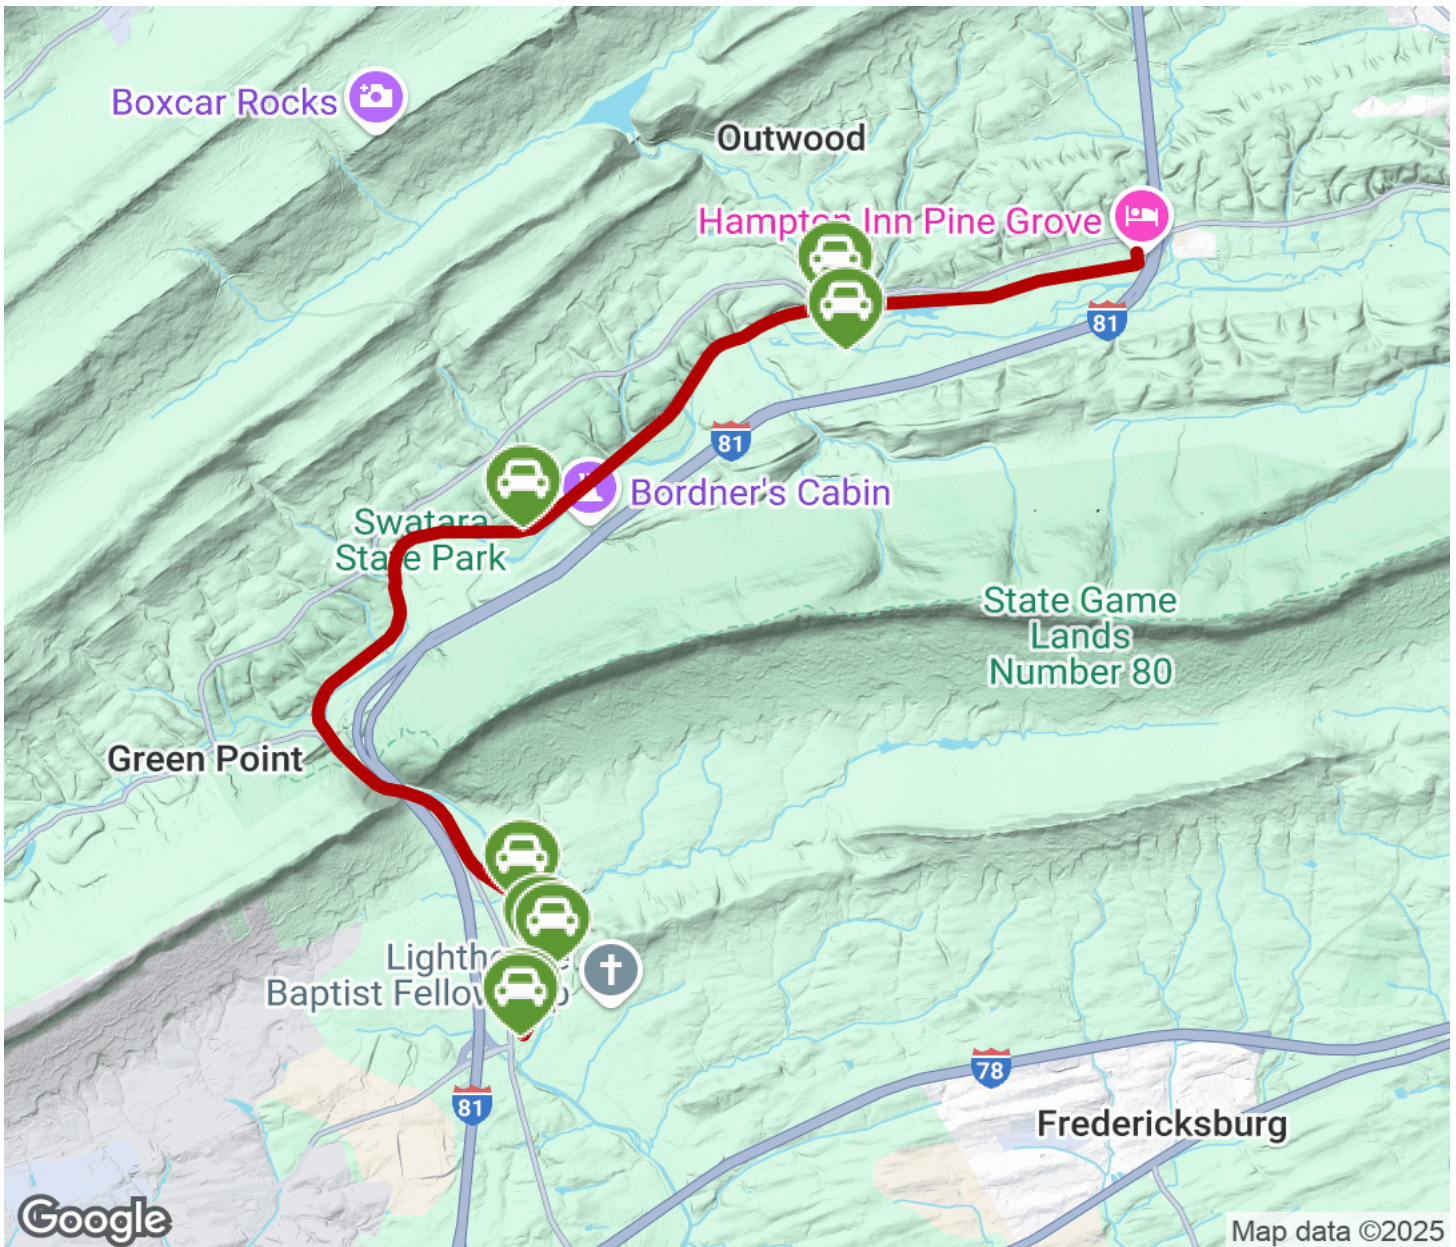 Boxcar Rocks
Outwood
Hampton Inn Pine Grove
81
81
Bordner's Cabin
Swatara
State Park
State Game
Lands
Number 80
Green Point
Lighthouse
Baptist Fellowship
78
81
Fredericksburg
Google
Map data ©2025